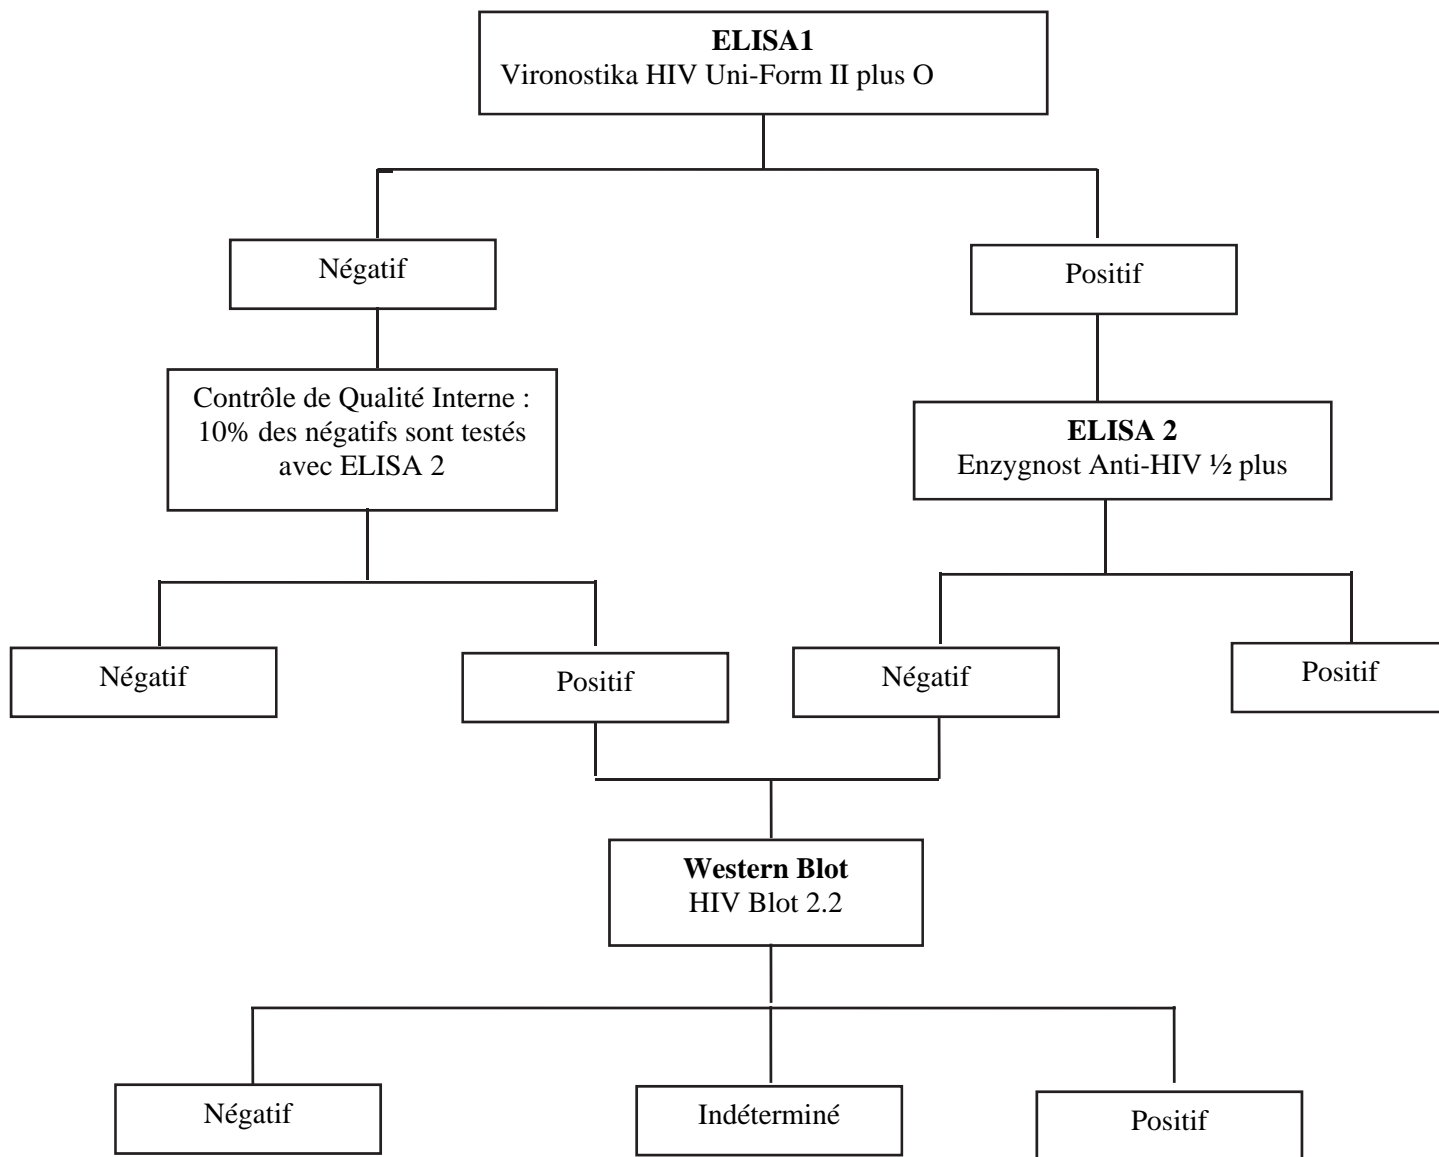 ELISA1
Vironostika HIV Uni-Form II plus O
Négatif
Positif
Contrôle de Qualité Interne :
10% des négatifs sont testés
avec ELISA 2
ELISA 2
Enzygnost Anti-HIV ½ plus
Négatif
Positif
Négatif
Positif
Western Blot
HIV Blot 2.2
Négatif
Indéterminé
Positif